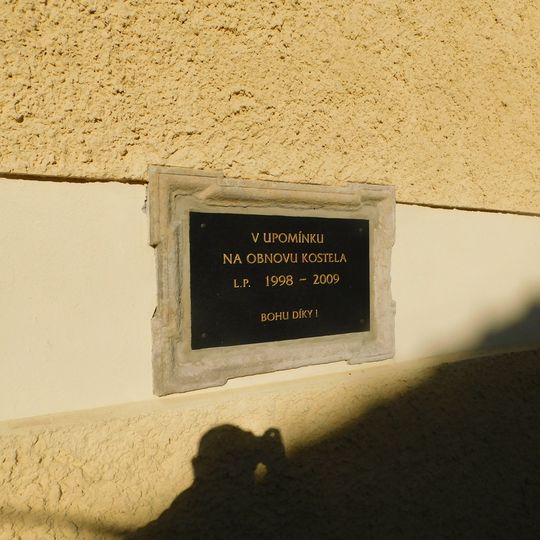 V UPOMÍNKU
NA OBNOVU KOSTELA
L.P. 1998 – 2009
BOHU DÍKY !